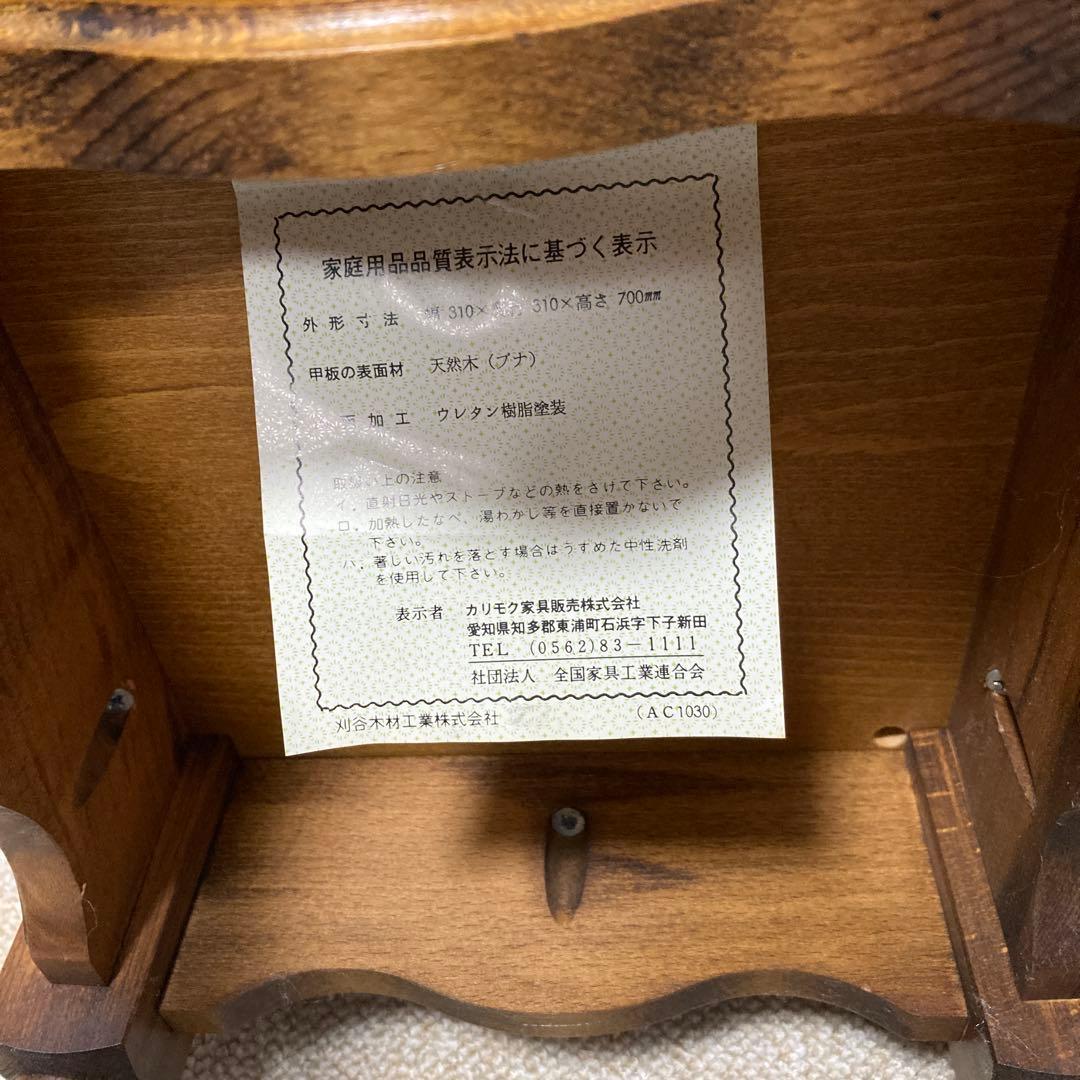 家庭用品品質表示法に基づく表示
外形寸法 幅 310× 310×高さ 700㎜
甲板の表面材 天然木(ブナ)
加工 ウレタン樹脂塗装
取扱い上の注意
イ. 直射日光やストーブなどの熱をさけて下さい。
ロ. 加熱したなべ、湯わかし等を直接置かないで
下さい。
ハ. 著しい汚れを落とす場合はうすめた中性洗剤
を使用して下さい。
表示者 カリモク家具販売株式会社
愛知県知多郡東浦町石浜字下子新田
TEL (0562)83-1111
社団法人 全国家具工業連合会
刈谷木材工業株式会社 (AC1030)